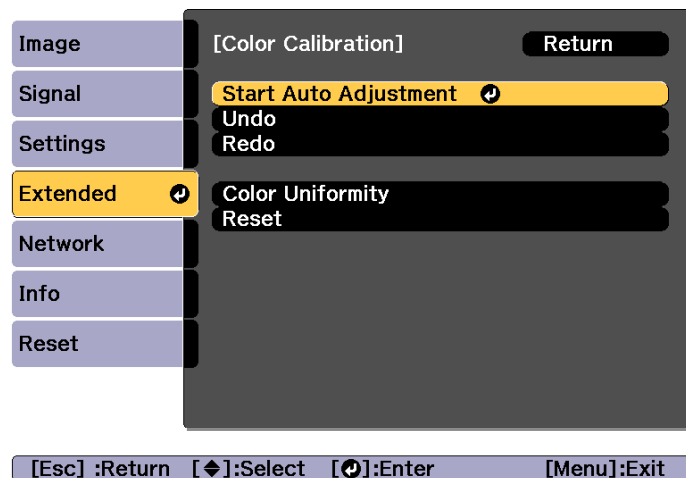 Image
Signal
Settings
Extended
Network
Info
Reset
[Color Calibration] Return
Start Auto Adjustment
Undo
Redo
Color Uniformity
Reset
[Esc] :Return [◆]:Select [⏎]:Enter [Menu]:Exit